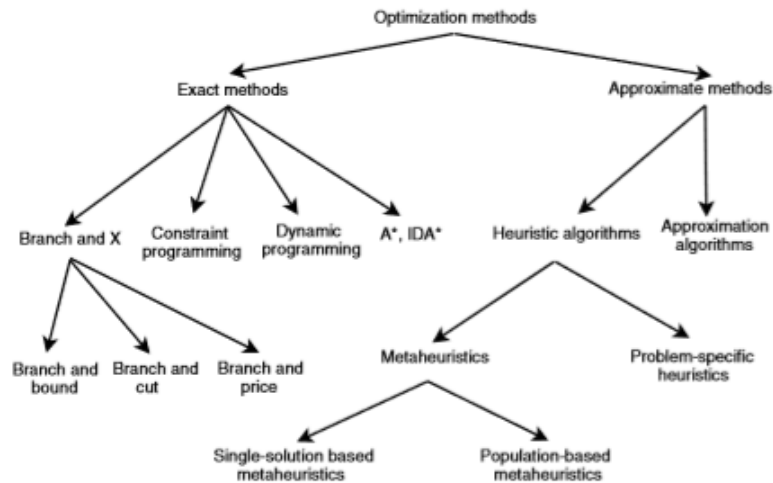 Optimization methods
Exact methods
Approximate methods
Branch and X
Constraint
programming
Dynamic
programming
A*, IDA*
Heuristic algorithms
Approximation
algorithms
Branch and
bound
Branch and
cut
Branch and
price
Metaheuristics
Problem-specific
heuristics
Single-solution based
metaheuristics
Population-based
metaheuristics